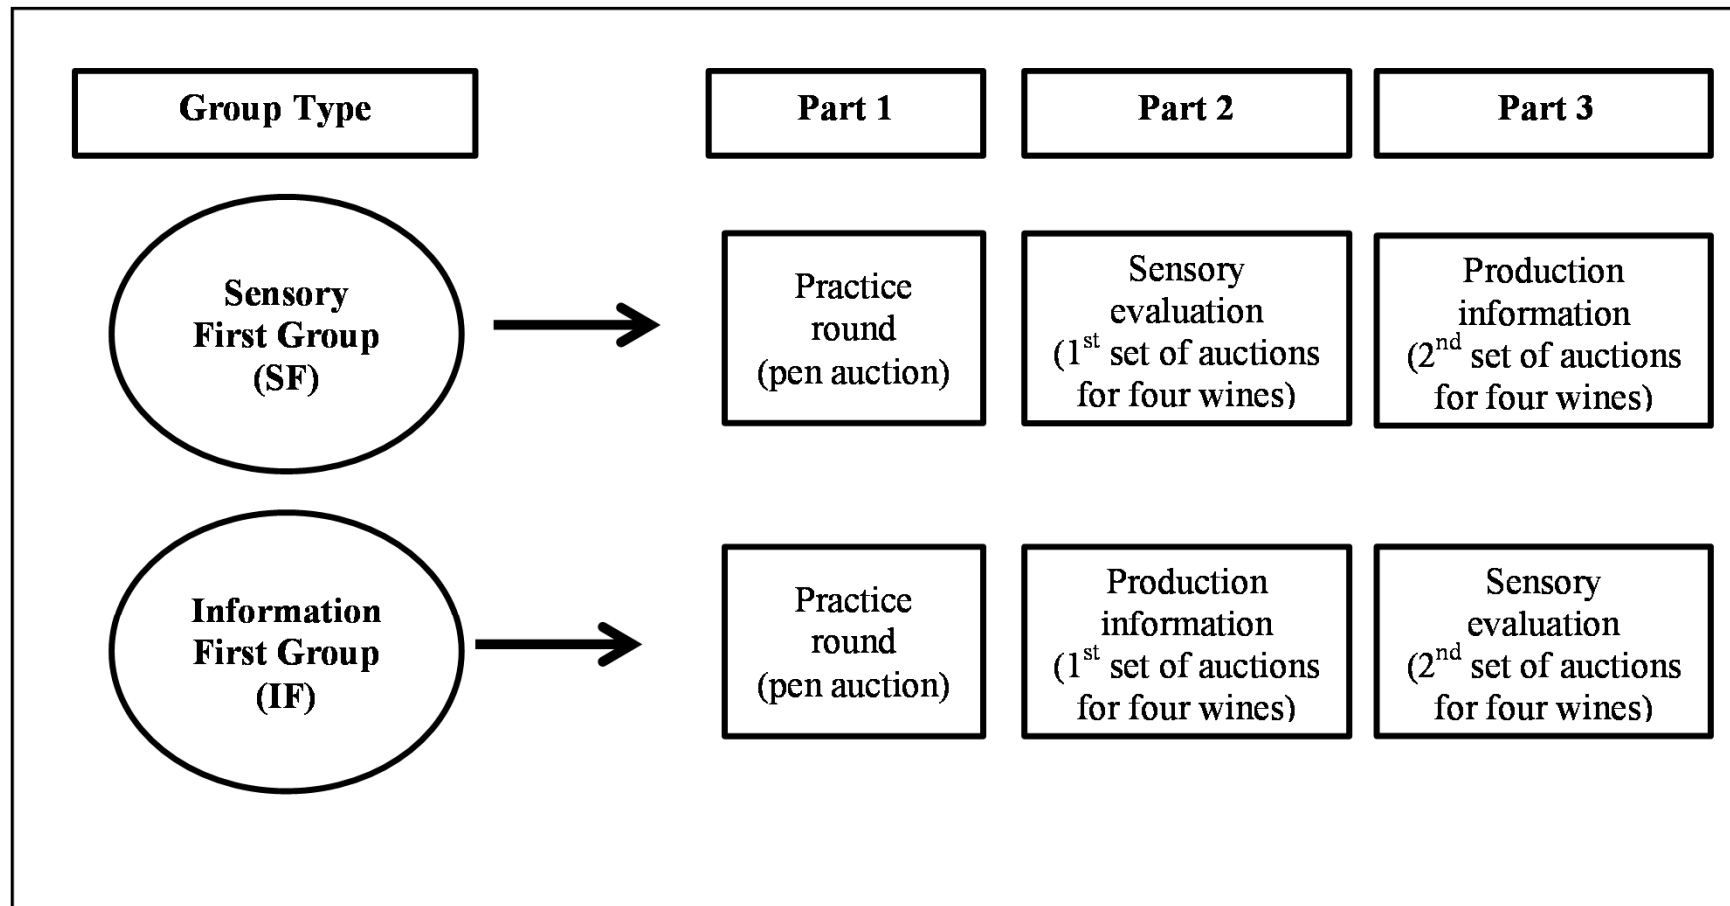 Group Type
Part 1
Part 2
Part 3
Sensory
First Group
(SF)
Practice
round
(pen auction)
Sensory
evaluation
(1st set of auctions
for four wines)
Production
information
(2nd set of auctions
for four wines)
Information
First Group
(IF)
Practice
round
(pen auction)
Production
information
(1st set of auctions
for four wines)
Sensory
evaluation
(2nd set of auctions
for four wines)